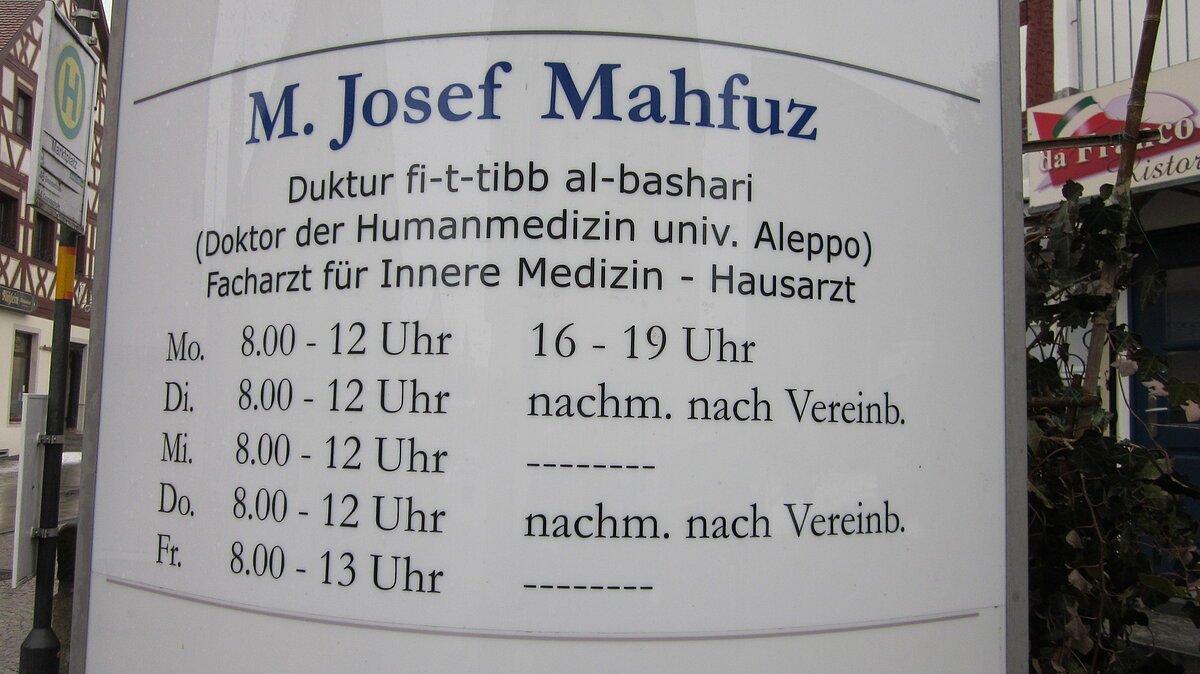 H
Marktplatz
M. Josef Mahfuz
Duktur fi-t-tibb al-bashari
(Doktor der Humanmedizin univ. Aleppo)
Facharzt für Innere Medizin - Hausarzt
Mo. 8.00 - 12 Uhr 16 - 19 Uhr
Di. 8.00 - 12 Uhr nachm. nach Vereinb.
Mi. 8.00 - 12 Uhr --------
Do. 8.00 - 12 Uhr nachm. nach Vereinb.
Fr. 8.00 - 13 Uhr --------
da Franco
Ristor